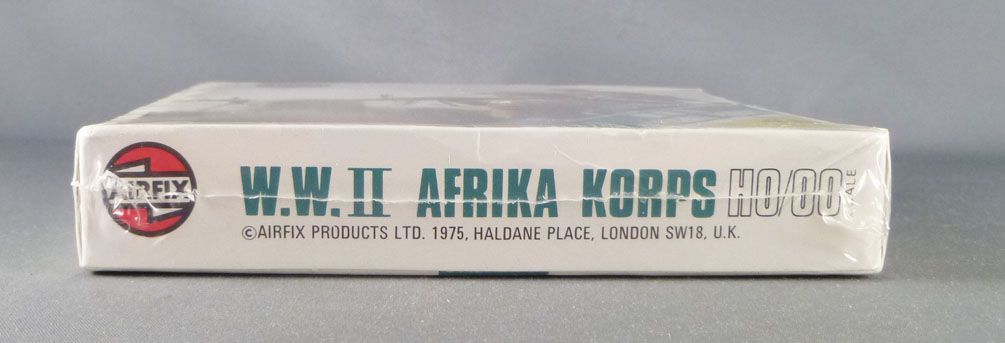 AIRFIX
W.W.II AFRIKA KORPS HO/OO SCALE
©AIRFIX PRODUCTS LTD. 1975, HALDANE PLACE, LONDON SW18, U.K.